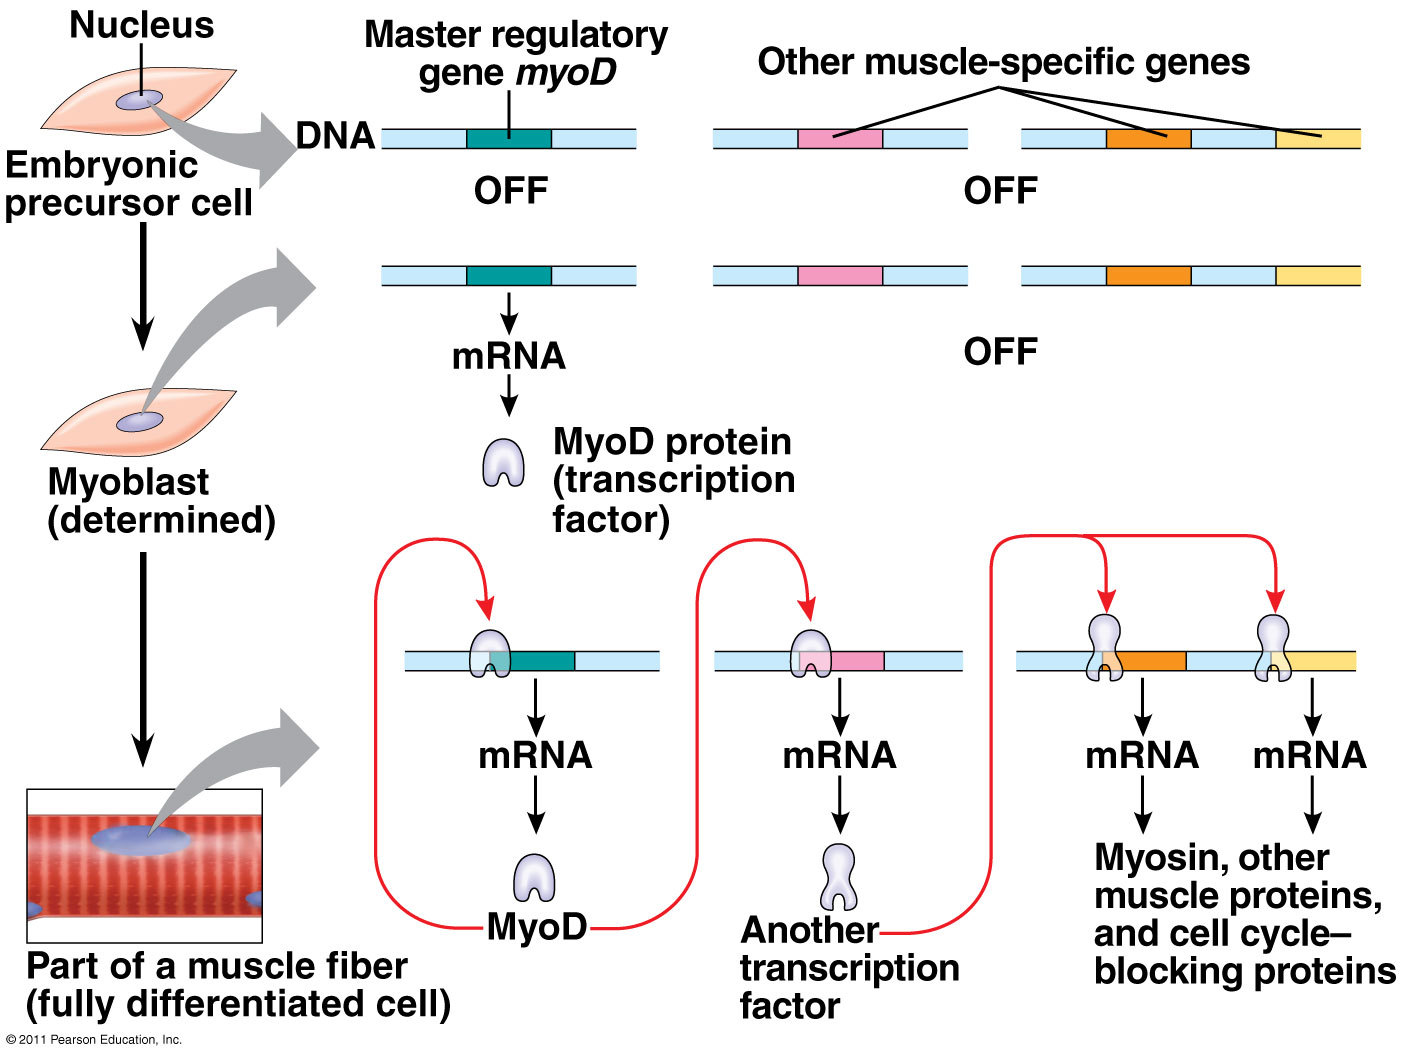 Nucleus
Master regulatory
gene myoD
Other muscle-specific genes
DNA
Embryonic
precursor cell
OFF
OFF
mRNA
OFF
MyoD protein
(transcription
factor)
Myoblast
(determined)
mRNA
mRNA
mRNA
mRNA
MyoD
Another
transcription
factor
Myosin, other
muscle proteins,
and cell cycle–
blocking proteins
Part of a muscle fiber
(fully differentiated cell)
© 2011 Pearson Education, Inc.